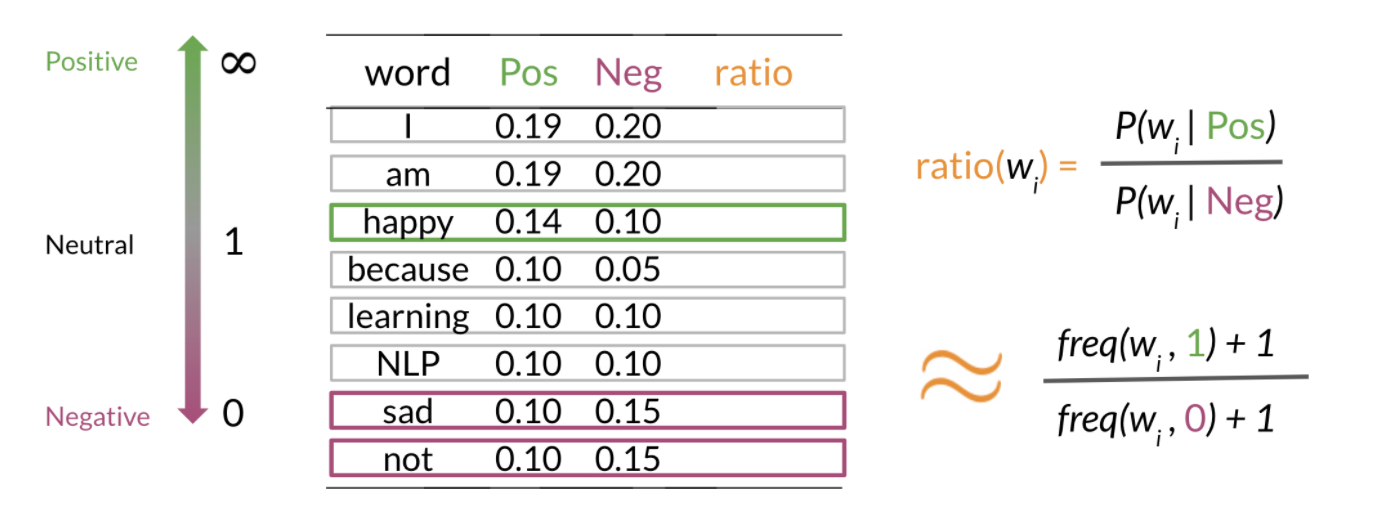 Positive ∞
Neutral 1
Negative 0
word Pos Neg ratio
I 0.19 0.20
am 0.19 0.20
happy 0.14 0.10
because 0.10 0.05
learning 0.10 0.10
NLP 0.10 0.10
sad 0.10 0.15
not 0.10 0.15
ratio(wᵢ) =
P(wᵢ | Pos)
P(wᵢ | Neg)
≈
freq(wᵢ, 1) + 1
freq(wᵢ, 0) + 1